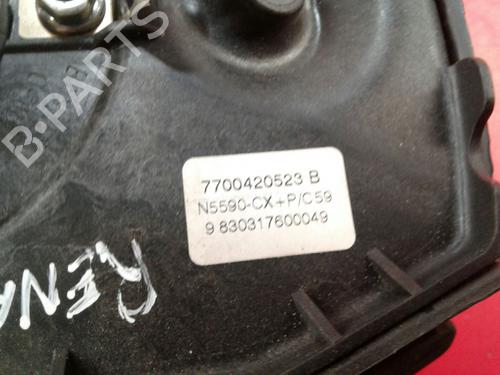 B-PARTS
7700420523 B
N5590-CX+P/C59
9 830317600049
RENA